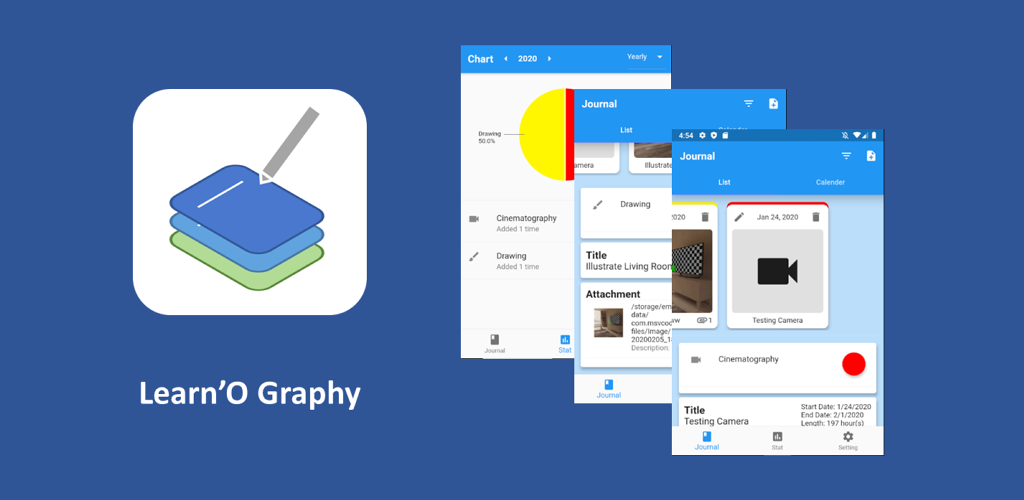 Learn'O Graphy
Chart
2020
Yearly
Drawing
50.0%
Cinematography
Added 1 time
Drawing
Added 1 time
Journal
Stat
Journal
List
Calender
amera
Illustrate
Drawing
Title
Illustrate Living Room
Attachment
/storage/em
data/
com.msvcod
files/Image/
20200205_1
Description:
Journal
4:54
Journal
List
Calender
2020
Jan 24, 2020
aw
1
Testing Camera
Cinematography
Title
Testing Camera
Start Date: 1/24/2020
End Date: 2/1/2020
Length: 197 hour(s)
Journal
Stat
Setting